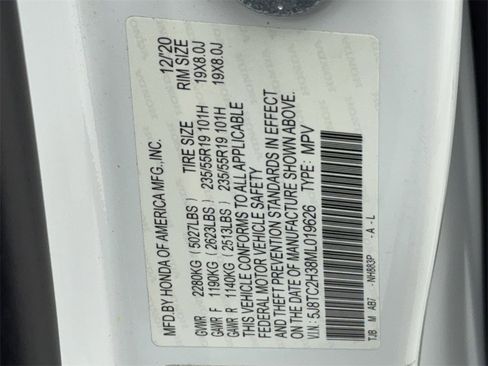 MFD.BY HONDA OF AMERICA MFG.,INC. 12/20
TIRE SIZE RIM SIZE
GVWR 2280KG (5027LBS)
GAWR F 1190KG (2623LBS) 235/55R19 101H 19X8.0J
GAWR R 1140KG (2513LBS) 235/55R19 101H 19X8.0J
THIS VEHICLE CONFORMS TO ALL APPLICABLE
FEDERAL MOTOR VEHICLE SAFETY
AND THEFT PREVENTION STANDARDS IN EFFECT
ON THE DATE OF MANUFACTURE SHOWN ABOVE.
V.I.N: 5J8TC2H38ML019626 TYPE: MPV
TJB M AB7 -NH883P -A-L